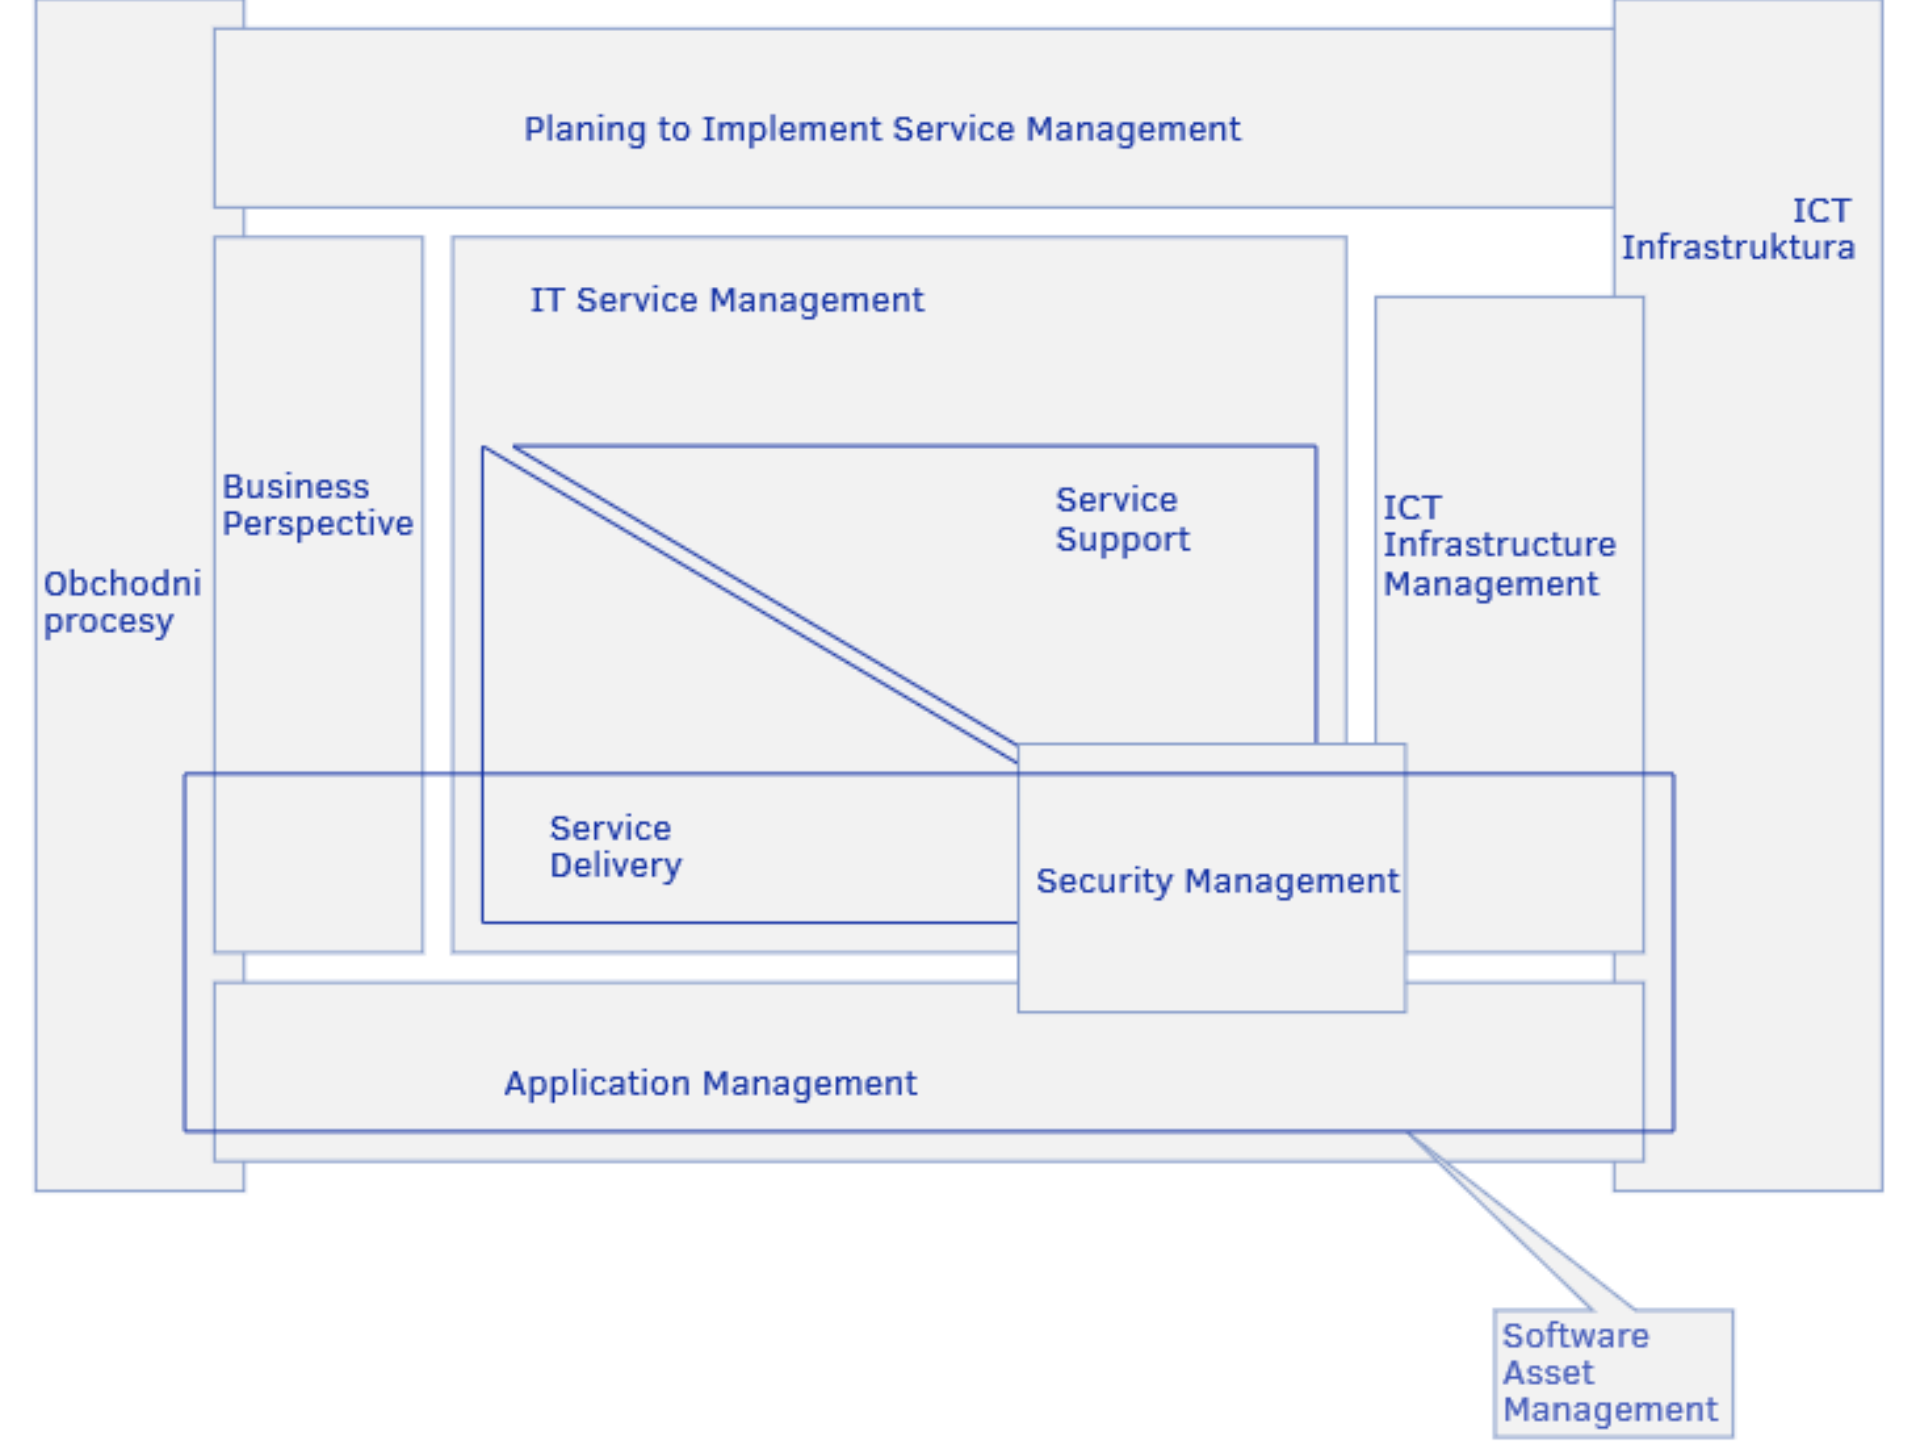 Planing to Implement Service Management
ICT
Infrastruktura
IT Service Management
Business
Perspective
Service
Support
ICT
Infrastructure
Management
Obchodni
procesy
Service
Delivery
Security Management
Application Management
Software
Asset
Management